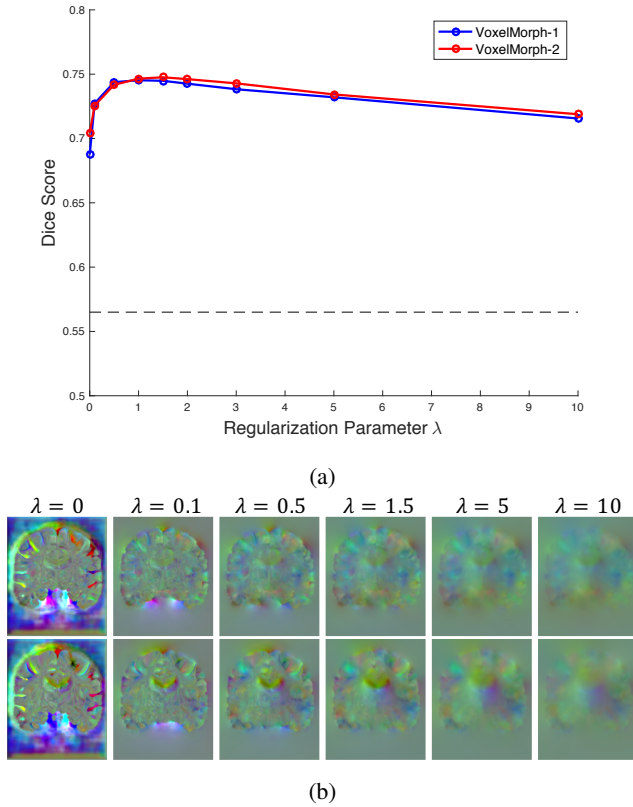 VoxelMorph-1
VoxelMorph-2
0.8
0.75
0.7
0.65
0.6
0.55
0.5
Dice Score
0 1 2 3 4 5 6 7 8 9 10
Regularization Parameter λ
(a)
λ = 0 λ = 0.1 λ = 0.5 λ = 1.5 λ = 5 λ = 10
(b)